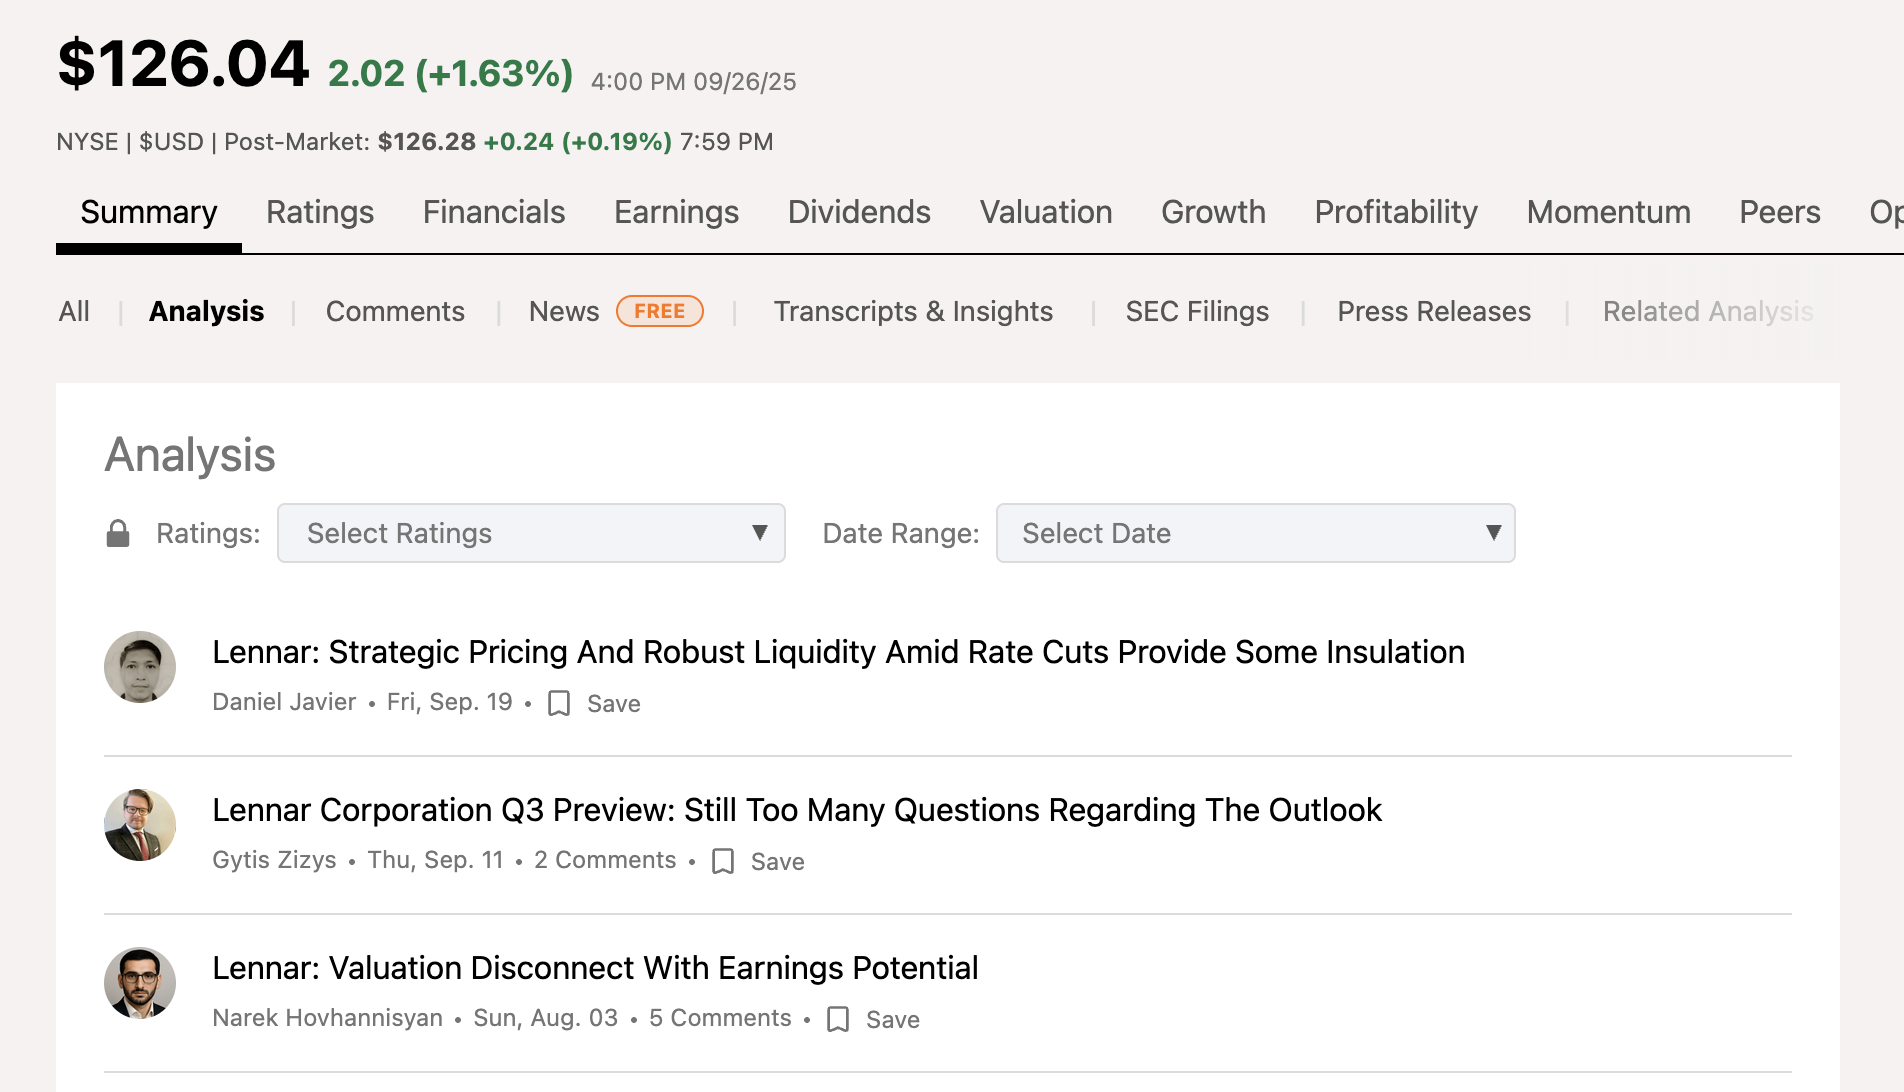 $126.04 2.02 (+1.63%) 4:00 PM 09/26/25
NYSE | $USD | Post-Market: $126.28 +0.24 (+0.19%) 7:59 PM
Summary Ratings Financials Earnings Dividends Valuation Growth Profitability Momentum Peers Op
All | Analysis | Comments | News FREE | Transcripts & Insights | SEC Filings | Press Releases | Related Analysis
Analysis
Ratings: Select Ratings ▼ Date Range: Select Date ▼
Lennar: Strategic Pricing And Robust Liquidity Amid Rate Cuts Provide Some Insulation
Daniel Javier • Fri, Sep. 19 • Save
Lennar Corporation Q3 Preview: Still Too Many Questions Regarding The Outlook
Gytis Zizys • Thu, Sep. 11 • 2 Comments • Save
Lennar: Valuation Disconnect With Earnings Potential
Narek Hovhannisyan • Sun, Aug. 03 • 5 Comments • Save